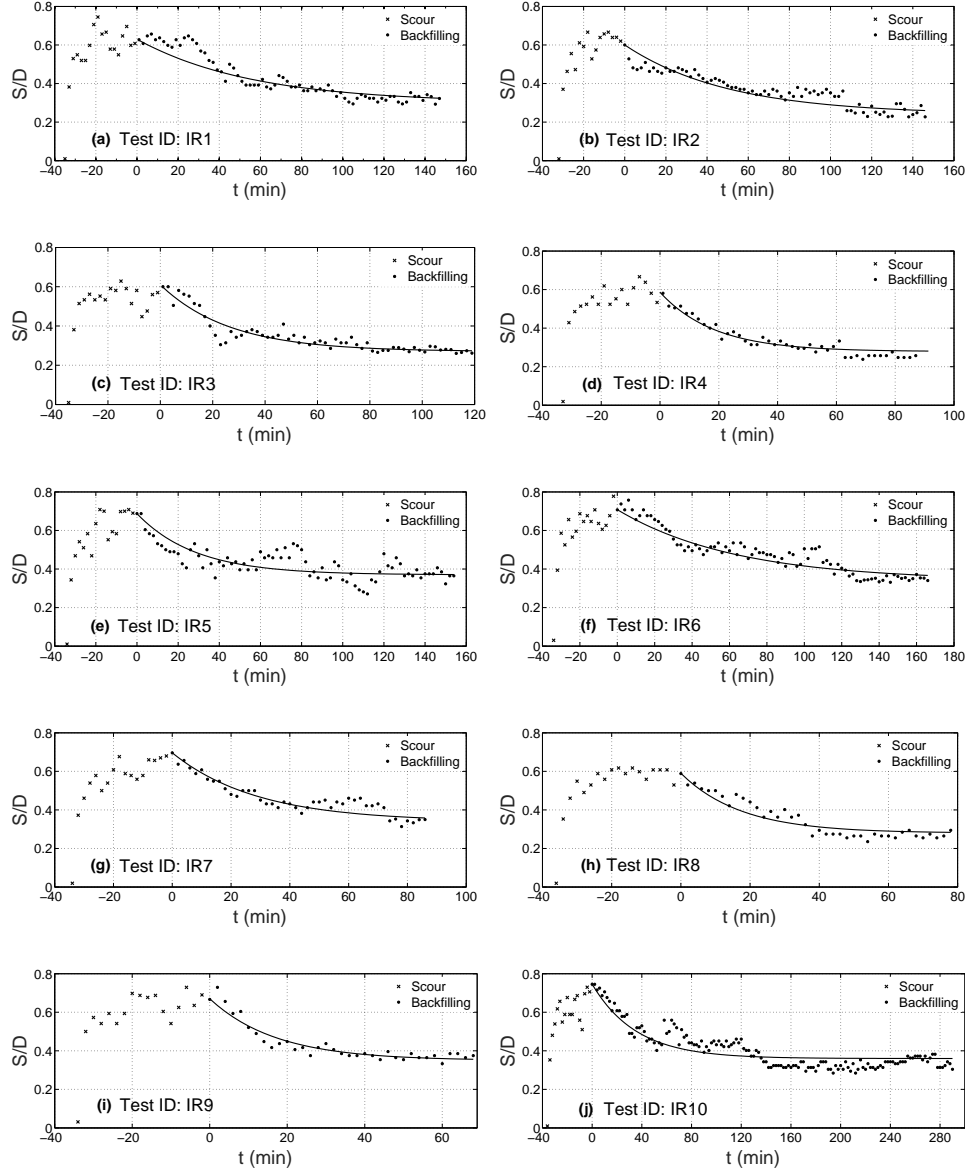 0.8
0.6
0.4
0.2
0
S/D
× Scour
• Backfilling
(a) Test ID: IR1
−40 −20 0 20 40 60 80 100 120 140 160
t (min)
0.8
0.6
0.4
0.2
0
S/D
× Scour
• Backfilling
(b) Test ID: IR2
−40 −20 0 20 40 60 80 100 120 140 160
t (min)
0.8
0.6
0.4
0.2
0
S/D
× Scour
• Backfilling
(c) Test ID: IR3
−40 −20 0 20 40 60 80 100 120
t (min)
0.8
0.6
0.4
0.2
0
S/D
× Scour
• Backfilling
(d) Test ID: IR4
−40 −20 0 20 40 60 80 100
t (min)
0.8
0.6
0.4
0.2
0
S/D
× Scour
• Backfilling
(e) Test ID: IR5
−40 −20 0 20 40 60 80 100 120 140 160
t (min)
0.8
0.6
0.4
0.2
0
S/D
× Scour
• Backfilling
(f) Test ID: IR6
−40 −20 0 20 40 60 80 100 120 140 160 180
t (min)
0.8
0.6
0.4
0.2
0
S/D
× Scour
• Backfilling
(g) Test ID: IR7
−40 −20 0 20 40 60 80 100
t (min)
0.8
0.6
0.4
0.2
0
S/D
× Scour
• Backfilling
(h) Test ID: IR8
−40 −20 0 20 40 60 80
t (min)
0.8
0.6
0.4
0.2
0
S/D
× Scour
• Backfilling
(i) Test ID: IR9
−40 −20 0 20 40 60
t (min)
0.8
0.6
0.4
0.2
0
S/D
× Scour
• Backfilling
(j) Test ID: IR10
−40 0 40 80 120 160 200 240 280
t (min)